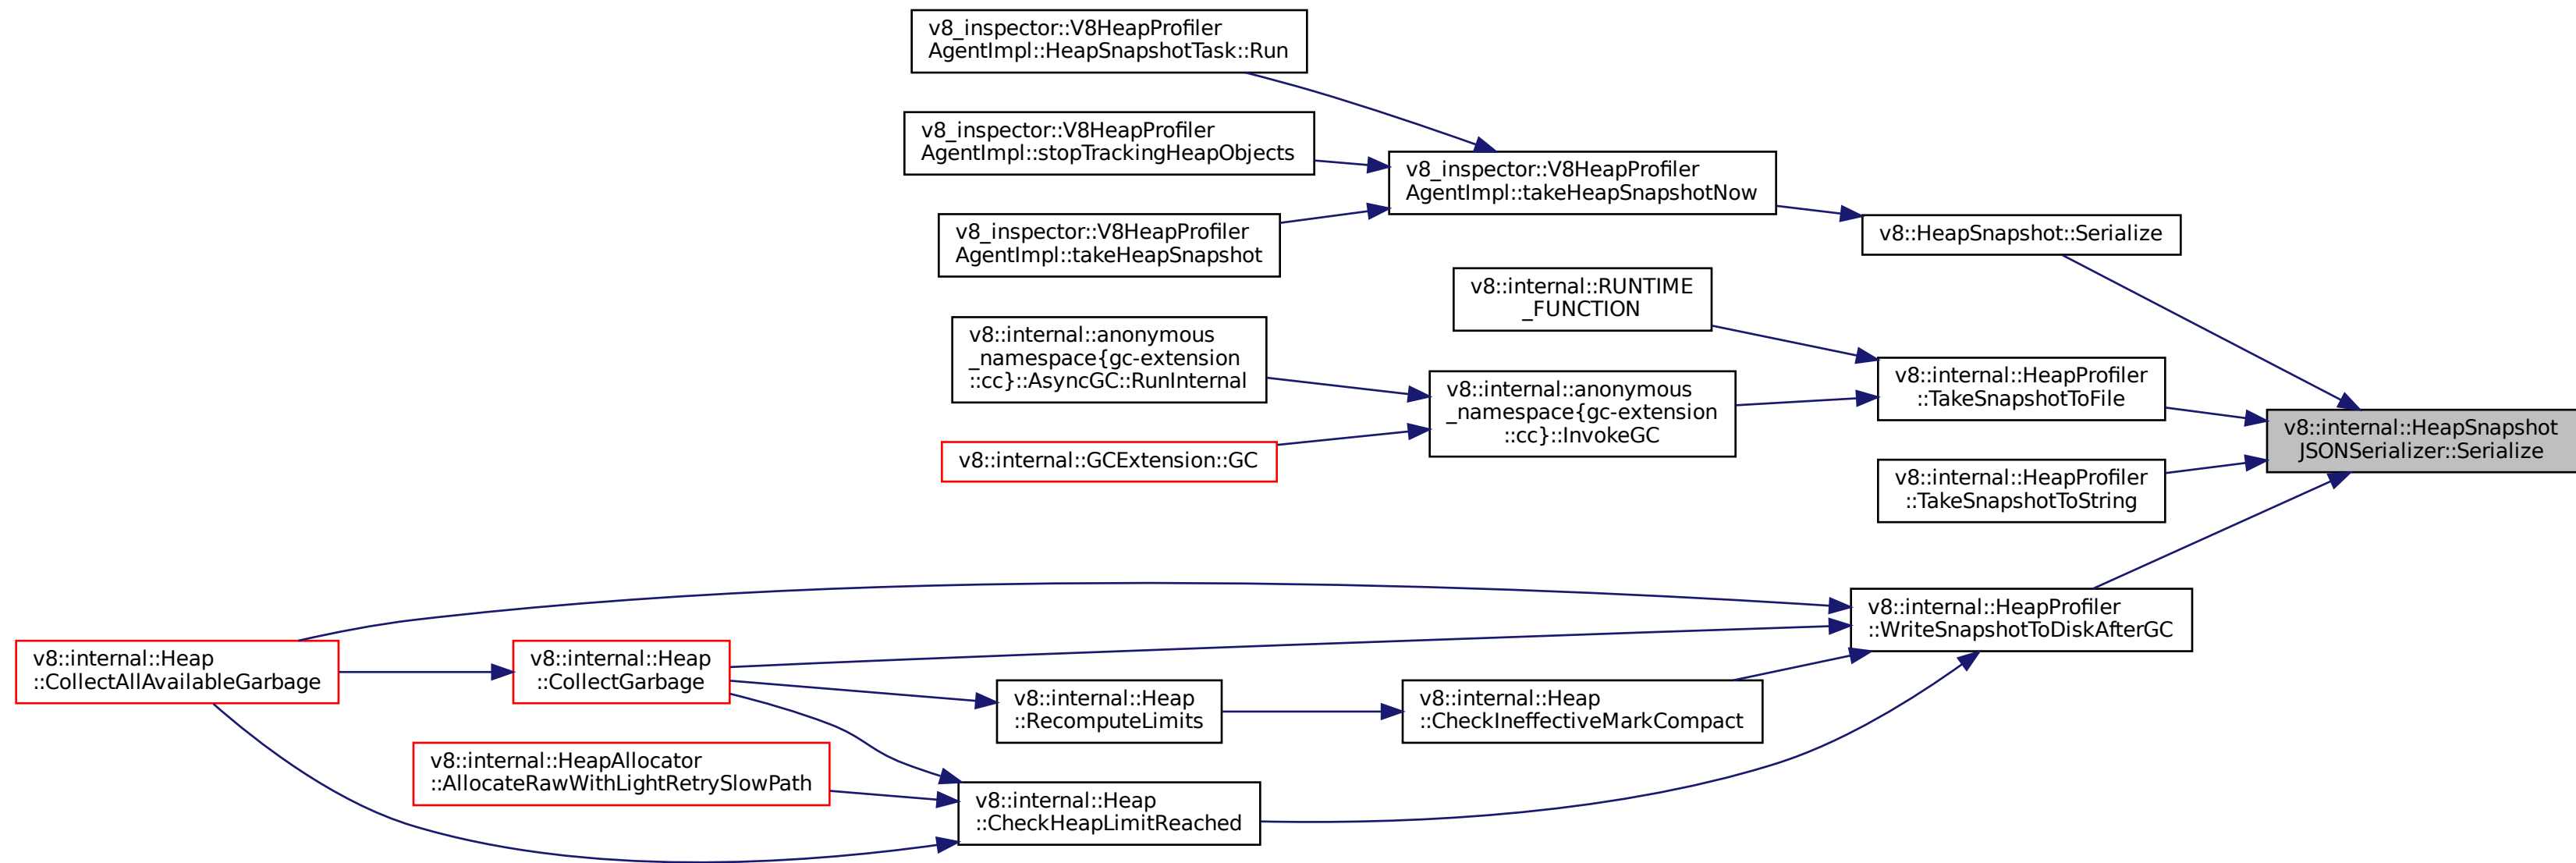 v8_inspector::V8HeapProfiler
AgentImpl::HeapSnapshotTask::Run
v8_inspector::V8HeapProfiler
AgentImpl::stopTrackingHeapObjects
v8_inspector::V8HeapProfiler
AgentImpl::takeHeapSnapshotNow
v8_inspector::V8HeapProfiler
AgentImpl::takeHeapSnapshot
v8::HeapSnapshot::Serialize
v8::internal::RUNTIME
_FUNCTION
v8::internal::anonymous
_namespace{gc-extension
::cc}::AsyncGC::RunInternal
v8::internal::HeapProfiler
::TakeSnapshotToFile
v8::internal::anonymous
_namespace{gc-extension
::cc}::InvokeGC
v8::internal::HeapSnapshot
JSONSerializer::Serialize
v8::internal::GCExtension::GC
v8::internal::HeapProfiler
::TakeSnapshotToString
v8::internal::HeapProfiler
::WriteSnapshotToDiskAfterGC
v8::internal::Heap
::CollectAllAvailableGarbage
v8::internal::Heap
::CollectGarbage
v8::internal::Heap
::RecomputeLimits
v8::internal::Heap
::CheckIneffectiveMarkCompact
v8::internal::HeapAllocator
::AllocateRawWithLightRetrySlowPath
v8::internal::Heap
::CheckHeapLimitReached